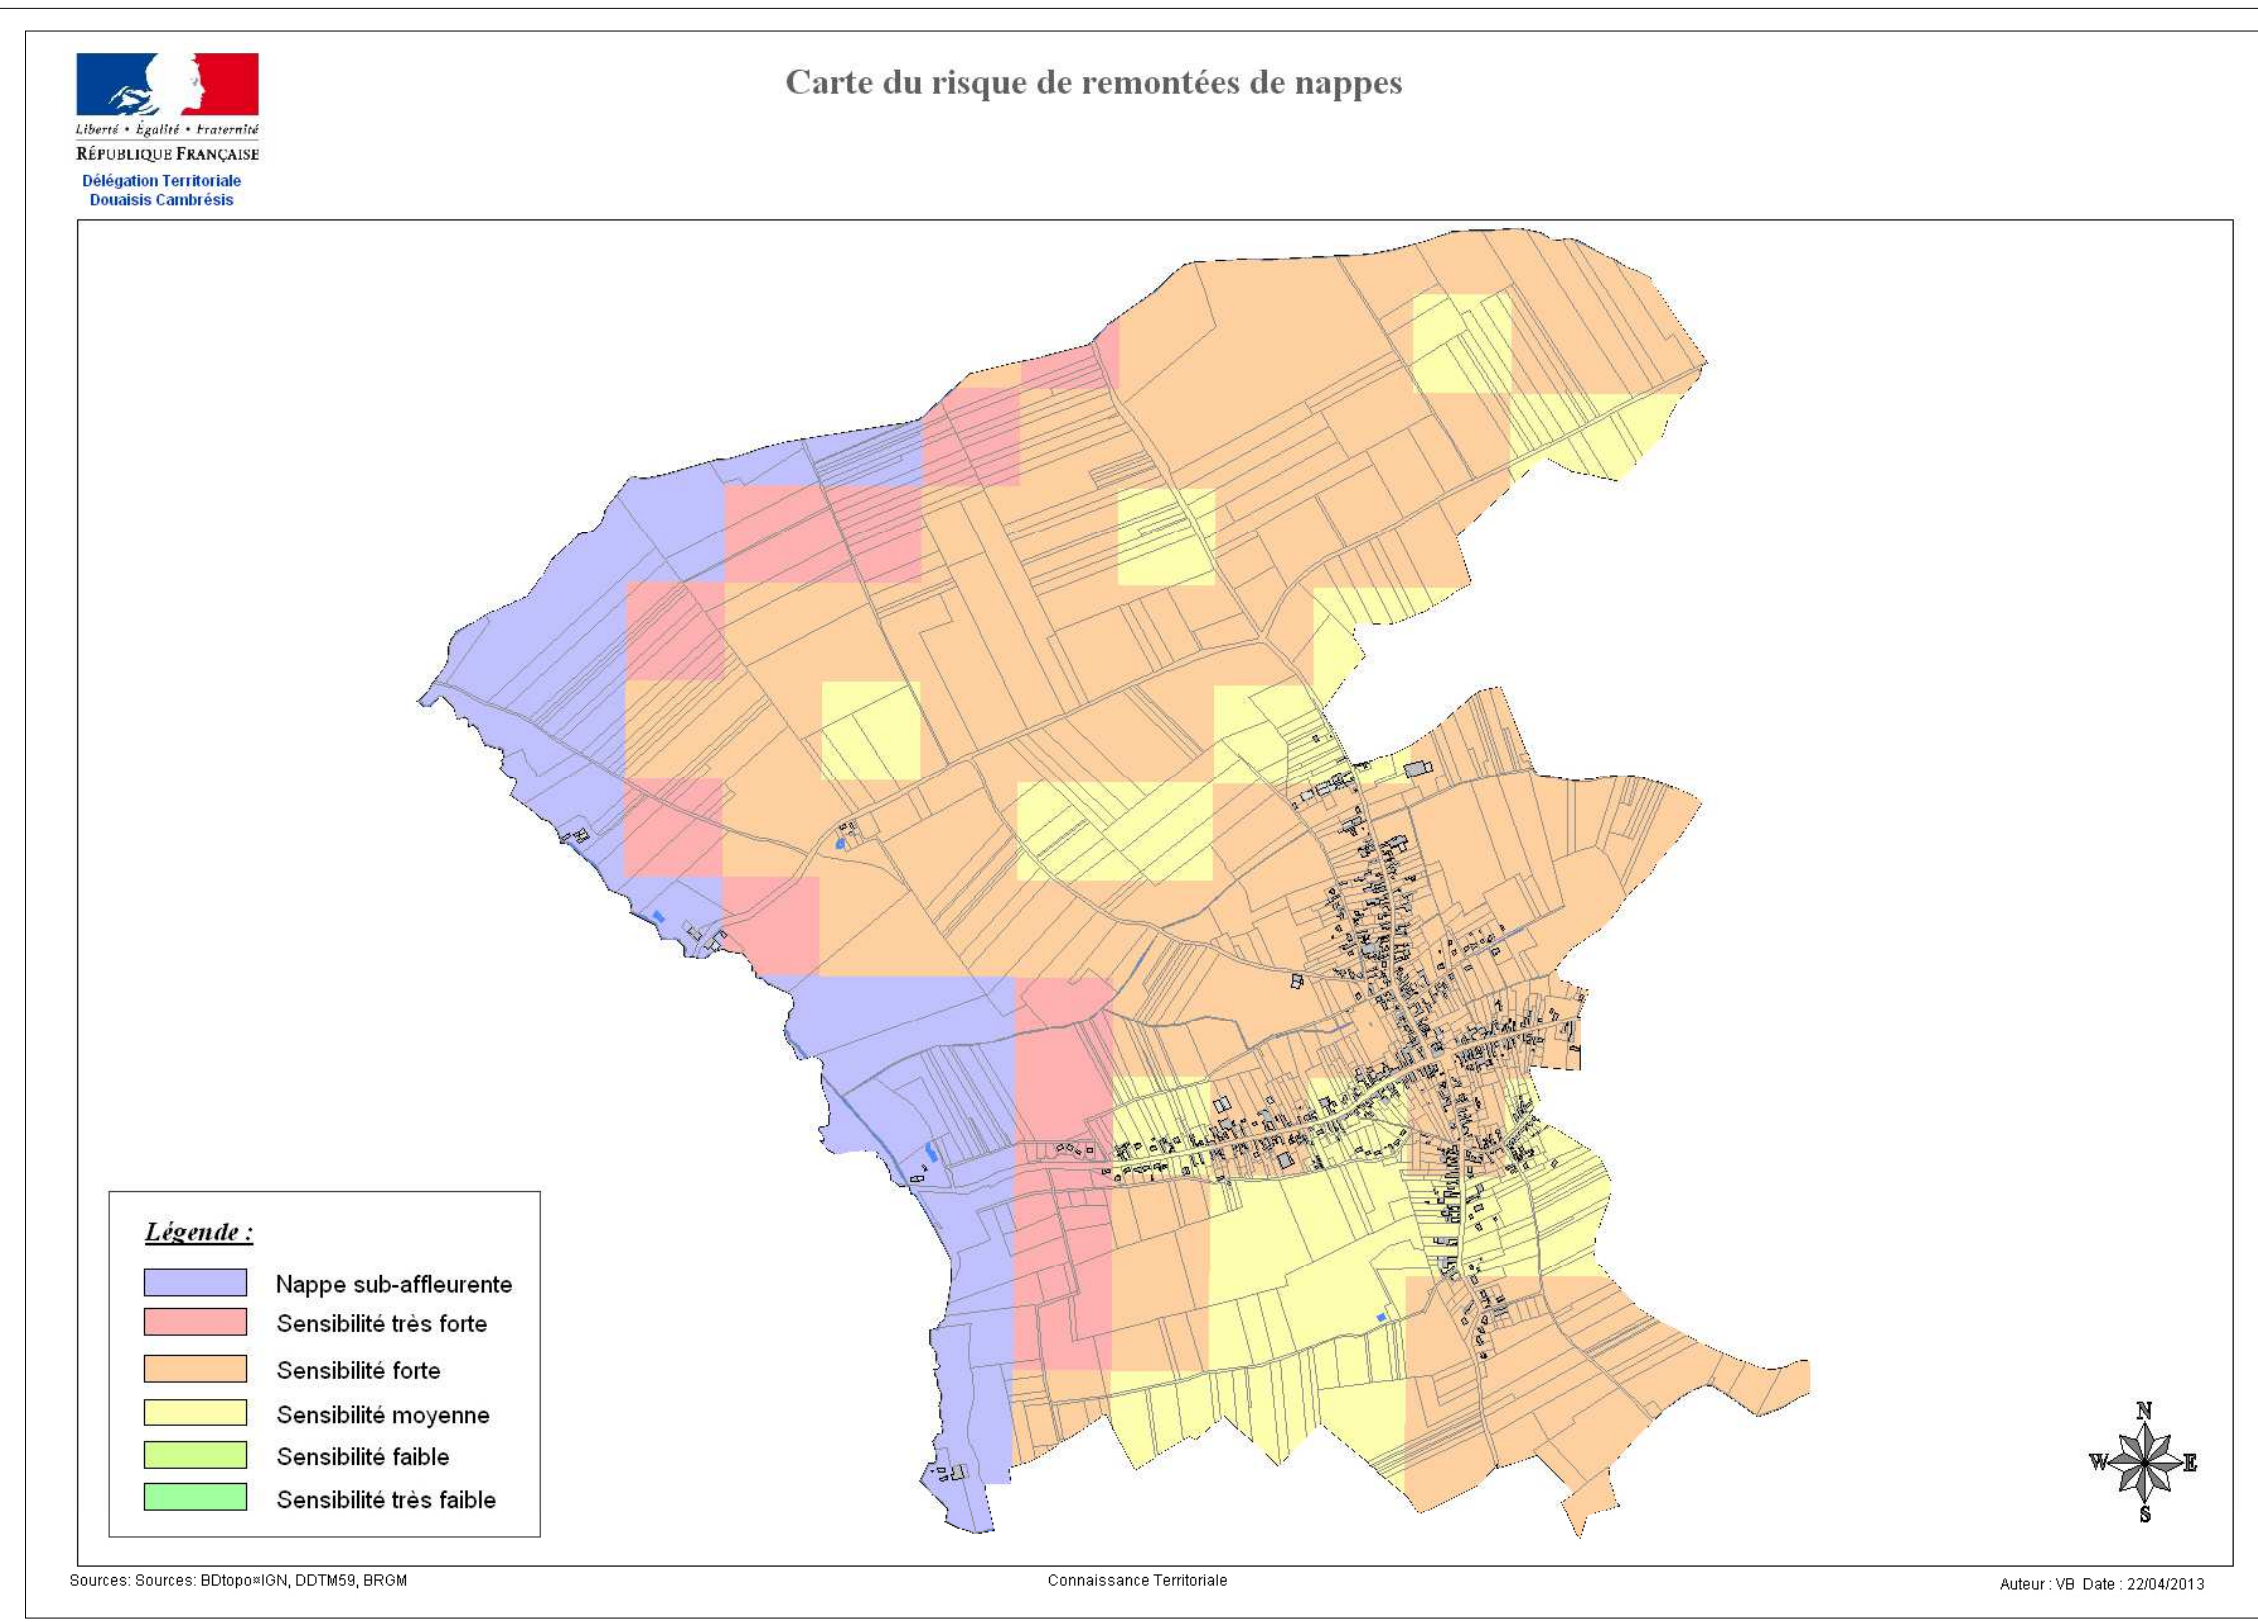 Carte du risque de remontées de nappes
Liberté • Égalité • Fraternité
RÉPUBLIQUE FRANÇAISE
Délégation Territoriale
Douaisis Cambrésis
Légende :
Nappe sub-affleurente
Sensibilité très forte
Sensibilité forte
Sensibilité moyenne
Sensibilité faible
Sensibilité très faible
N
W E
S
Sources: Sources: BDtopo¤IGN, DDTM59, BRGM
Connaissance Territoriale
Auteur : VB Date : 22/04/2013